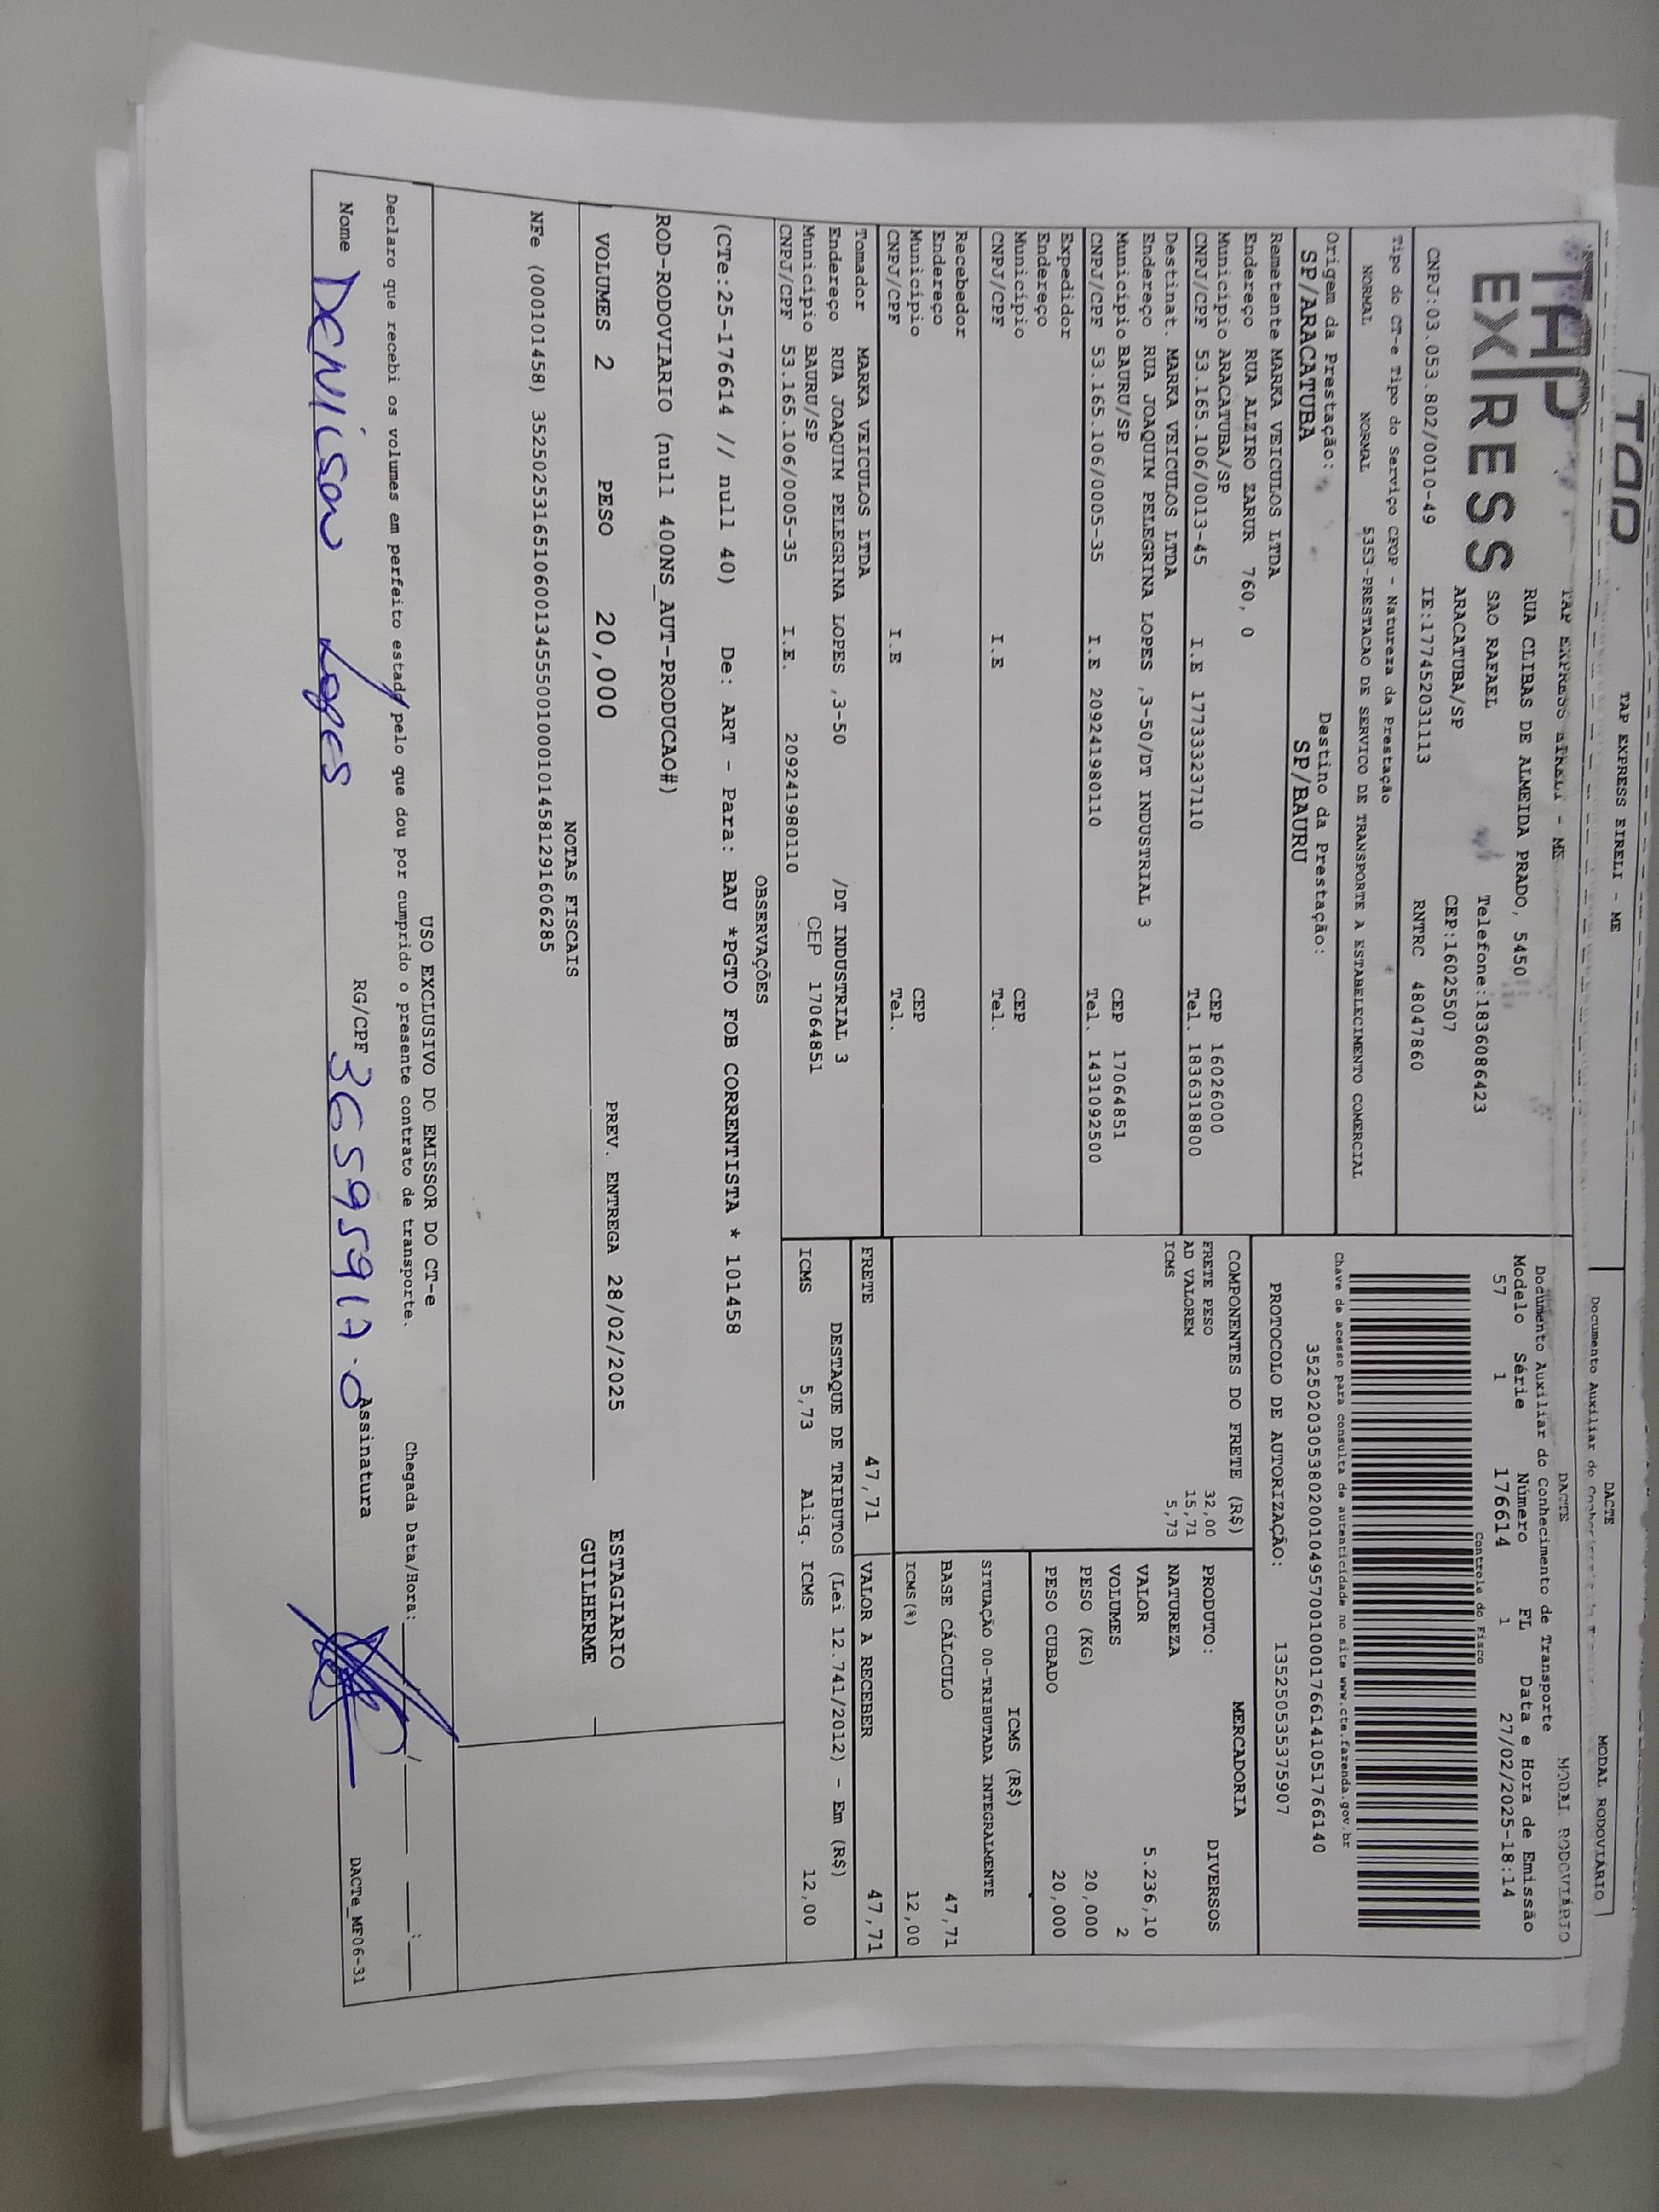 TAP
TAP EXPRESS EIRELI - ME
DACTE
MODAL RODOVIÁRIO
Documento Auxiliar do
TAP EXPRESS
TAP EXPRESS EIRELI - ME
RUA CLIBAS DE ALMEIDA PRADO, 5450
SAO RAFAEL Telefone:1836086423
ARACATUBA/SP CEP:16025507
CNPJ:03.053.802/0010-49 IE:177452031113 RNTRC 48047860
DACTE MODAL RODOVIÁRIO
Documento Auxiliar do Conhecimento de Transporte
Modelo Série Número FL Data e Hora de Emissão
57 1 176614 1 27/02/2025-18:14
Controle do Fisco
Chave de acesso para consulta de autenticidade no site www.cte.fazenda.gov.br
35250203053802001049570010001766141051766140
PROTOCOLO DE AUTORIZAÇÃO: 135250535375907
Tipo do CT-e Tipo do Serviço CFOP - Natureza da Prestação
NORMAL NORMAL 5353-PRESTACAO DE SERVICO DE TRANSPORTE A ESTABELECIMENTO COMERCIAL
Origem da Prestação: Destino da Prestação:
SP/ARACATUBA SP/BAURU
Remetente MARKA VEICULOS LTDA
Endereço RUA ALZIRO ZARUR 760, 0
Município ARACATUBA/SP CEP 16026000
CNPJ/CPF 53.165.106/0013-45 I.E 177333237110 Tel. 1836318800
Destinat. MARKA VEICULOS LTDA
Endereço RUA JOAQUIM PELEGRINA LOPES ,3-50/DT INDUSTRIAL 3
Município BAURU/SP CEP 17064851
CNPJ/CPF 53.165.106/0005-35 I.E 209241980110 Tel. 1431092500
Expedidor
Endereço
Município CEP
CNPJ/CPF I.E Tel.
Recebedor
Endereço
Município CEP
CNPJ/CPF I.E Tel.
COMPONENTES DO FRETE (R$)
FRETE PESO 32,00
AD VALOREM 15,71
ICMS 5,73
MERCADORIA
PRODUTO: DIVERSOS
NATUREZA
VALOR 5.236,10
VOLUMES 2
PESO (KG) 20,000
PESO CUBADO 20,000
ICMS (R$)
SITUAÇÃO 00-TRIBUTADA INTEGRALMENTE
BASE CÁLCULO 47,71
ICMS(%) 12,00
Tomador MARKA VEICULOS LTDA
Endereço RUA JOAQUIM PELEGRINA LOPES ,3-50 /DT INDUSTRIAL 3
Município BAURU/SP CEP 17064851
CNPJ/CPF 53.165.106/0005-35 I.E. 209241980110
FRETE 47,71 VALOR A RECEBER 47,71
DESTAQUE DE TRIBUTOS (Lei 12.741/2012) - Em (R$)
ICMS 5,73 Aliq. ICMS 12,00
OBSERVAÇÕES
(CTe:25-176614 // null 40) De: ART - Para: BAU *PGTO FOB CORRENTISTA * 101458
ROD-RODOVIARIO (null 400NS_AUT-PRODUCAO#)
VOLUMES 2 PESO 20,000 PREV. ENTREGA 28/02/2025 ESTAGIARIO
GUILHERME
NOTAS FISCAIS
NFe (000101458) 35250253165106001345550010001014581291606285
USO EXCLUSIVO DO EMISSOR DO CT-e
Declaro que recebi os volumes em perfeito estado pelo que dou por cumprido o presente contrato de transporte. Chegada Data/Hora: / :
Nome Denilson Lopes RG/CPF Assinatura DACTe_MF06-31